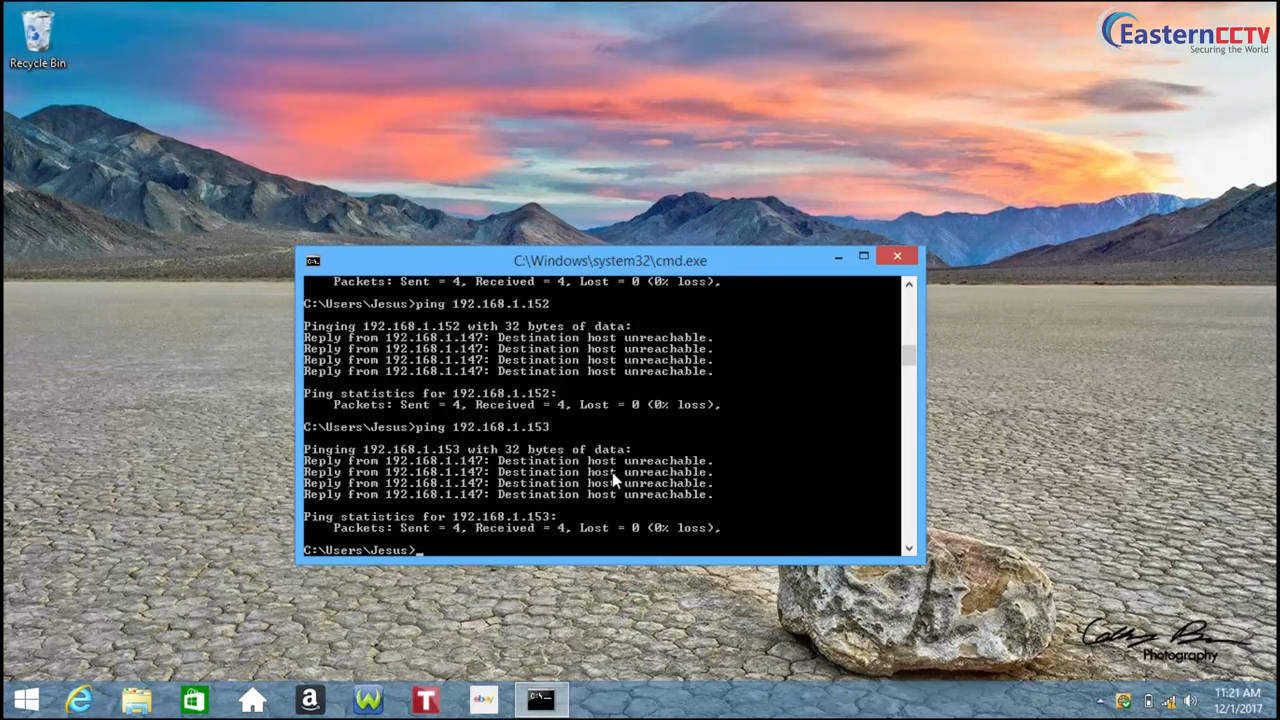 EasternCCTV
Securing the World
Recycle Bin
C:\Windows\system32\cmd.exe
C:\.
Packets: Sent = 4, Received = 4, Lost = 0 (0% loss),
C:\Users\Jesus>ping 192.168.1.152
Pinging 192.168.1.152 with 32 bytes of data:
Reply from 192.168.1.147: Destination host unreachable.
Reply from 192.168.1.147: Destination host unreachable.
Reply from 192.168.1.147: Destination host unreachable.
Reply from 192.168.1.147: Destination host unreachable.
Ping statistics for 192.168.1.152:
Packets: Sent = 4, Received = 4, Lost = 0 (0% loss),
C:\Users\Jesus>ping 192.168.1.153
Pinging 192.168.1.153 with 32 bytes of data:
Reply from 192.168.1.147: Destination host unreachable.
Reply from 192.168.1.147: Destination host unreachable.
Reply from 192.168.1.147: Destination host unreachable.
Reply from 192.168.1.147: Destination host unreachable.
Ping statistics for 192.168.1.153:
Packets: Sent = 4, Received = 4, Lost = 0 (0% loss),
C:\Users\Jesus>_
Photography
a
W
T
ebay
C:\.
11:21 AM
12/1/2017